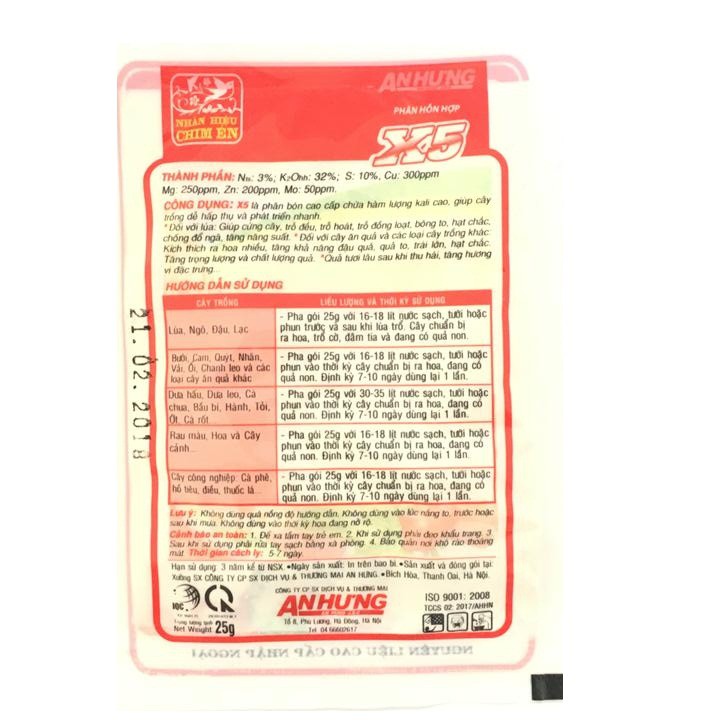 ANHƯNG
NHÃN HIỆU
CHIM ÉN
PHÂN HỖN HỢP
X5
THÀNH PHẦN: Nts: 3%; K₂Ohh: 32%; S: 10%, Cu: 300ppm
Mg: 250ppm, Zn: 200ppm, Mo: 50ppm.
CÔNG DỤNG: X5 là phân bón cao cấp chứa hàm lượng kali cao, giúp cây
trồng dễ hấp thụ và phát triển nhanh.
*Đối với lúa: Giúp cứng cây, trỗ đều, trỗ thoát, trỗ đồng loạt, bông to, hạt chắc,
chống đổ ngã, tăng năng suất. *Đối với cây ăn quả và các loại cây trồng khác:
Kích thích ra hoa nhiều, tăng khả năng đậu quả, quả to, trái lớn, hạt chắc.
Tăng trọng lượng và chất lượng quả. *Quả tươi lâu sau khi thu hái, tăng hương
vị đặc trưng...
HƯỚNG DẪN SỬ DỤNG
CÂY TRỒNG LIỀU LƯỢNG VÀ THỜI KỲ SỬ DỤNG
Lúa, Ngô, Đậu, Lạc
- Pha gói 25g với 16-18 lít nước sạch, tưới hoặc
phun trước và sau khi lúa trổ. Cây chuẩn bị
ra hoa, trổ cờ, đâm tia và đang có quả non.
Bưởi, Cam, Quýt, Nhãn,
Vải, Ổi, Chanh leo và các
loại cây ăn quả khác
- Pha gói 25g với 16-18 lít nước sạch, tưới hoặc
phun vào thời kỳ cây chuẩn bị ra hoa, đang có
quả non. Định kỳ 7-10 ngày dùng lại 1 lần.
Dưa hấu, Dưa leo, Cà
chua, Bầu bí, Hành, Tỏi,
Ớt, Cà rốt...
- Pha gói 25g với 30-35 lít nước sạch, tưới hoặc
phun vào thời kỳ cây chuẩn bị ra hoa, đang có
quả non. Định kỳ 7-10 ngày dùng lại 1 lần.
Rau màu, Hoa và Cây
cảnh...
- Pha gói 25g với 16-18 lít nước sạch, tưới hoặc
phun vào thời kỳ cây chuẩn bị ra hoa, đang có
quả non. Định kỳ 7-10 ngày dùng lại 1 lần.
Cây công nghiệp: Cà phê,
hồ tiêu, điều, thuốc lá...
- Pha gói 25g với 16-18 lít nước sạch, tưới hoặc
phun vào thời kỳ cây chuẩn bị ra hoa, đang có
quả non. Định kỳ 7-10 ngày dùng lại 1 lần.
21.02.2018
Lưu ý: Không dùng quá nồng độ hướng dẫn. Không dùng vào lúc nắng to, trước hoặc
sau khi mưa. Không dùng vào thời kỳ hoa đang nở rộ.
Cảnh báo an toàn: 1. Để xa tầm tay trẻ em. 2. Khi sử dụng phải đeo khẩu trang. 3.
Sau khi sử dụng phải rửa tay sạch bằng xà phòng. 4. Bảo quản nơi khô ráo thoáng
mát. Thời gian cách ly: 5-7 ngày.
Hạn sử dụng: 3 năm kể từ NSX. •Ngày sản xuất: In trên bao bì. •Sản xuất và đóng gói tại:
Xưởng SX CÔNG TY CP SX DỊCH VỤ & THƯƠNG MẠI AN HƯNG. •Bích Hòa, Thanh Oai, Hà Nội.
IQC
Trọng lượng tịnh
Net Weight 25g
CÔNG TY CP SX DỊCH VỤ & THƯƠNG MẠI
ANHƯNG
Tổ 8, Phú Lương, Hà Đông, Hà Nội
Tel: 04 66602617
ISO 9001: 2008
TCCS 02: 2017/AHHN
NGUYÊN LIỆU CAO CẤP NHẬP NGOẠI